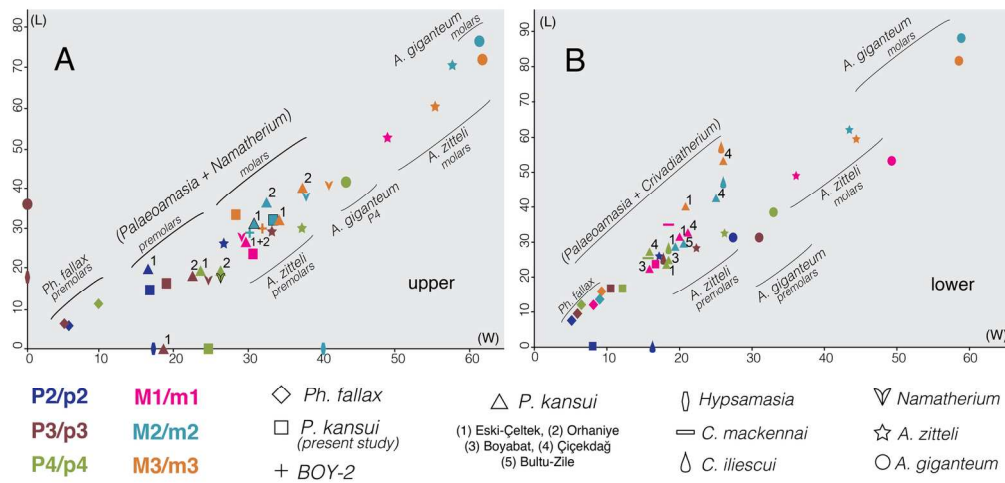 (L)
80
70
60
50
40
30
20
10
0
0
10
20
30
40
50
60
(W)
A
A. giganteum
molars
A. zitteli
molars
A. giganteum
P4
A. zitteli
premolars
(Palaeoamasia + Namatherium)
premolars
molars
Ph. fallax
premolars
1
2
1
2
2
1
1
2
1
1+2
1
upper
(L)
90
80
70
60
50
40
30
20
10
0
0
10
20
30
40
50
60
(W)
B
A. giganteum
molars
A. zitteli
molars
(Palaeoamasia + Crivadiatherium)
Ph. fallax
A. zitteli
premolars
A. giganteum
premolars
4
4
1
1
4
1
5
4
3
3
1
lower
P2/p2
M1/m1
P3/p3
M2/m2
P4/p4
M3/m3
Ph. fallax
P. kansui
(present study)
BOY-2
P. kansui
(1) Eski-Çeltek, (2) Orhaniye
(3) Boyabat, (4) Çiçekdağ
(5) Bultu-Zile
Hypsamasia
C. mackennai
C. iliescui
Namatherium
A. zitteli
A. giganteum